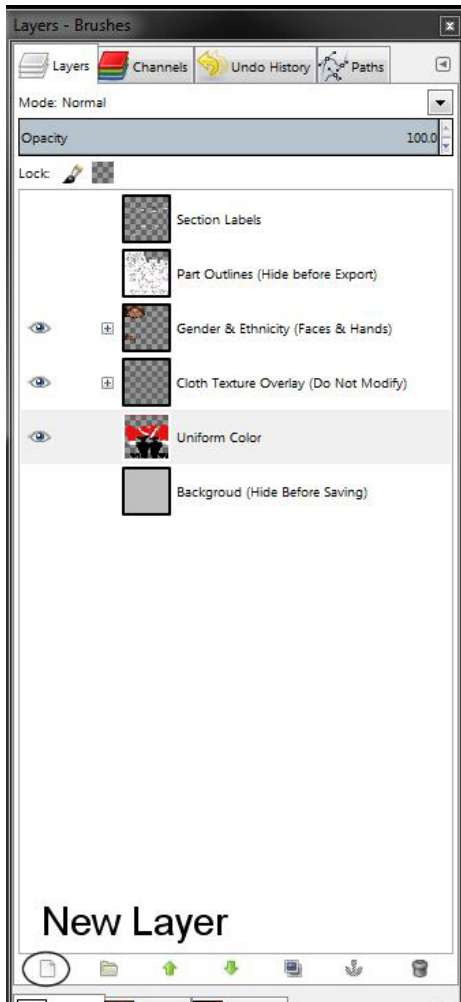 Layers - Brushes
Layers Channels Undo History Paths
Mode: Normal
Opacity 100.0
Lock:
Section Labels
Part Outlines (Hide before Export)
Gender & Ethnicity (Faces & Hands)
Cloth Texture Overlay (Do Not Modify)
Uniform Color
Backgroud (Hide Before Saving)
New Layer